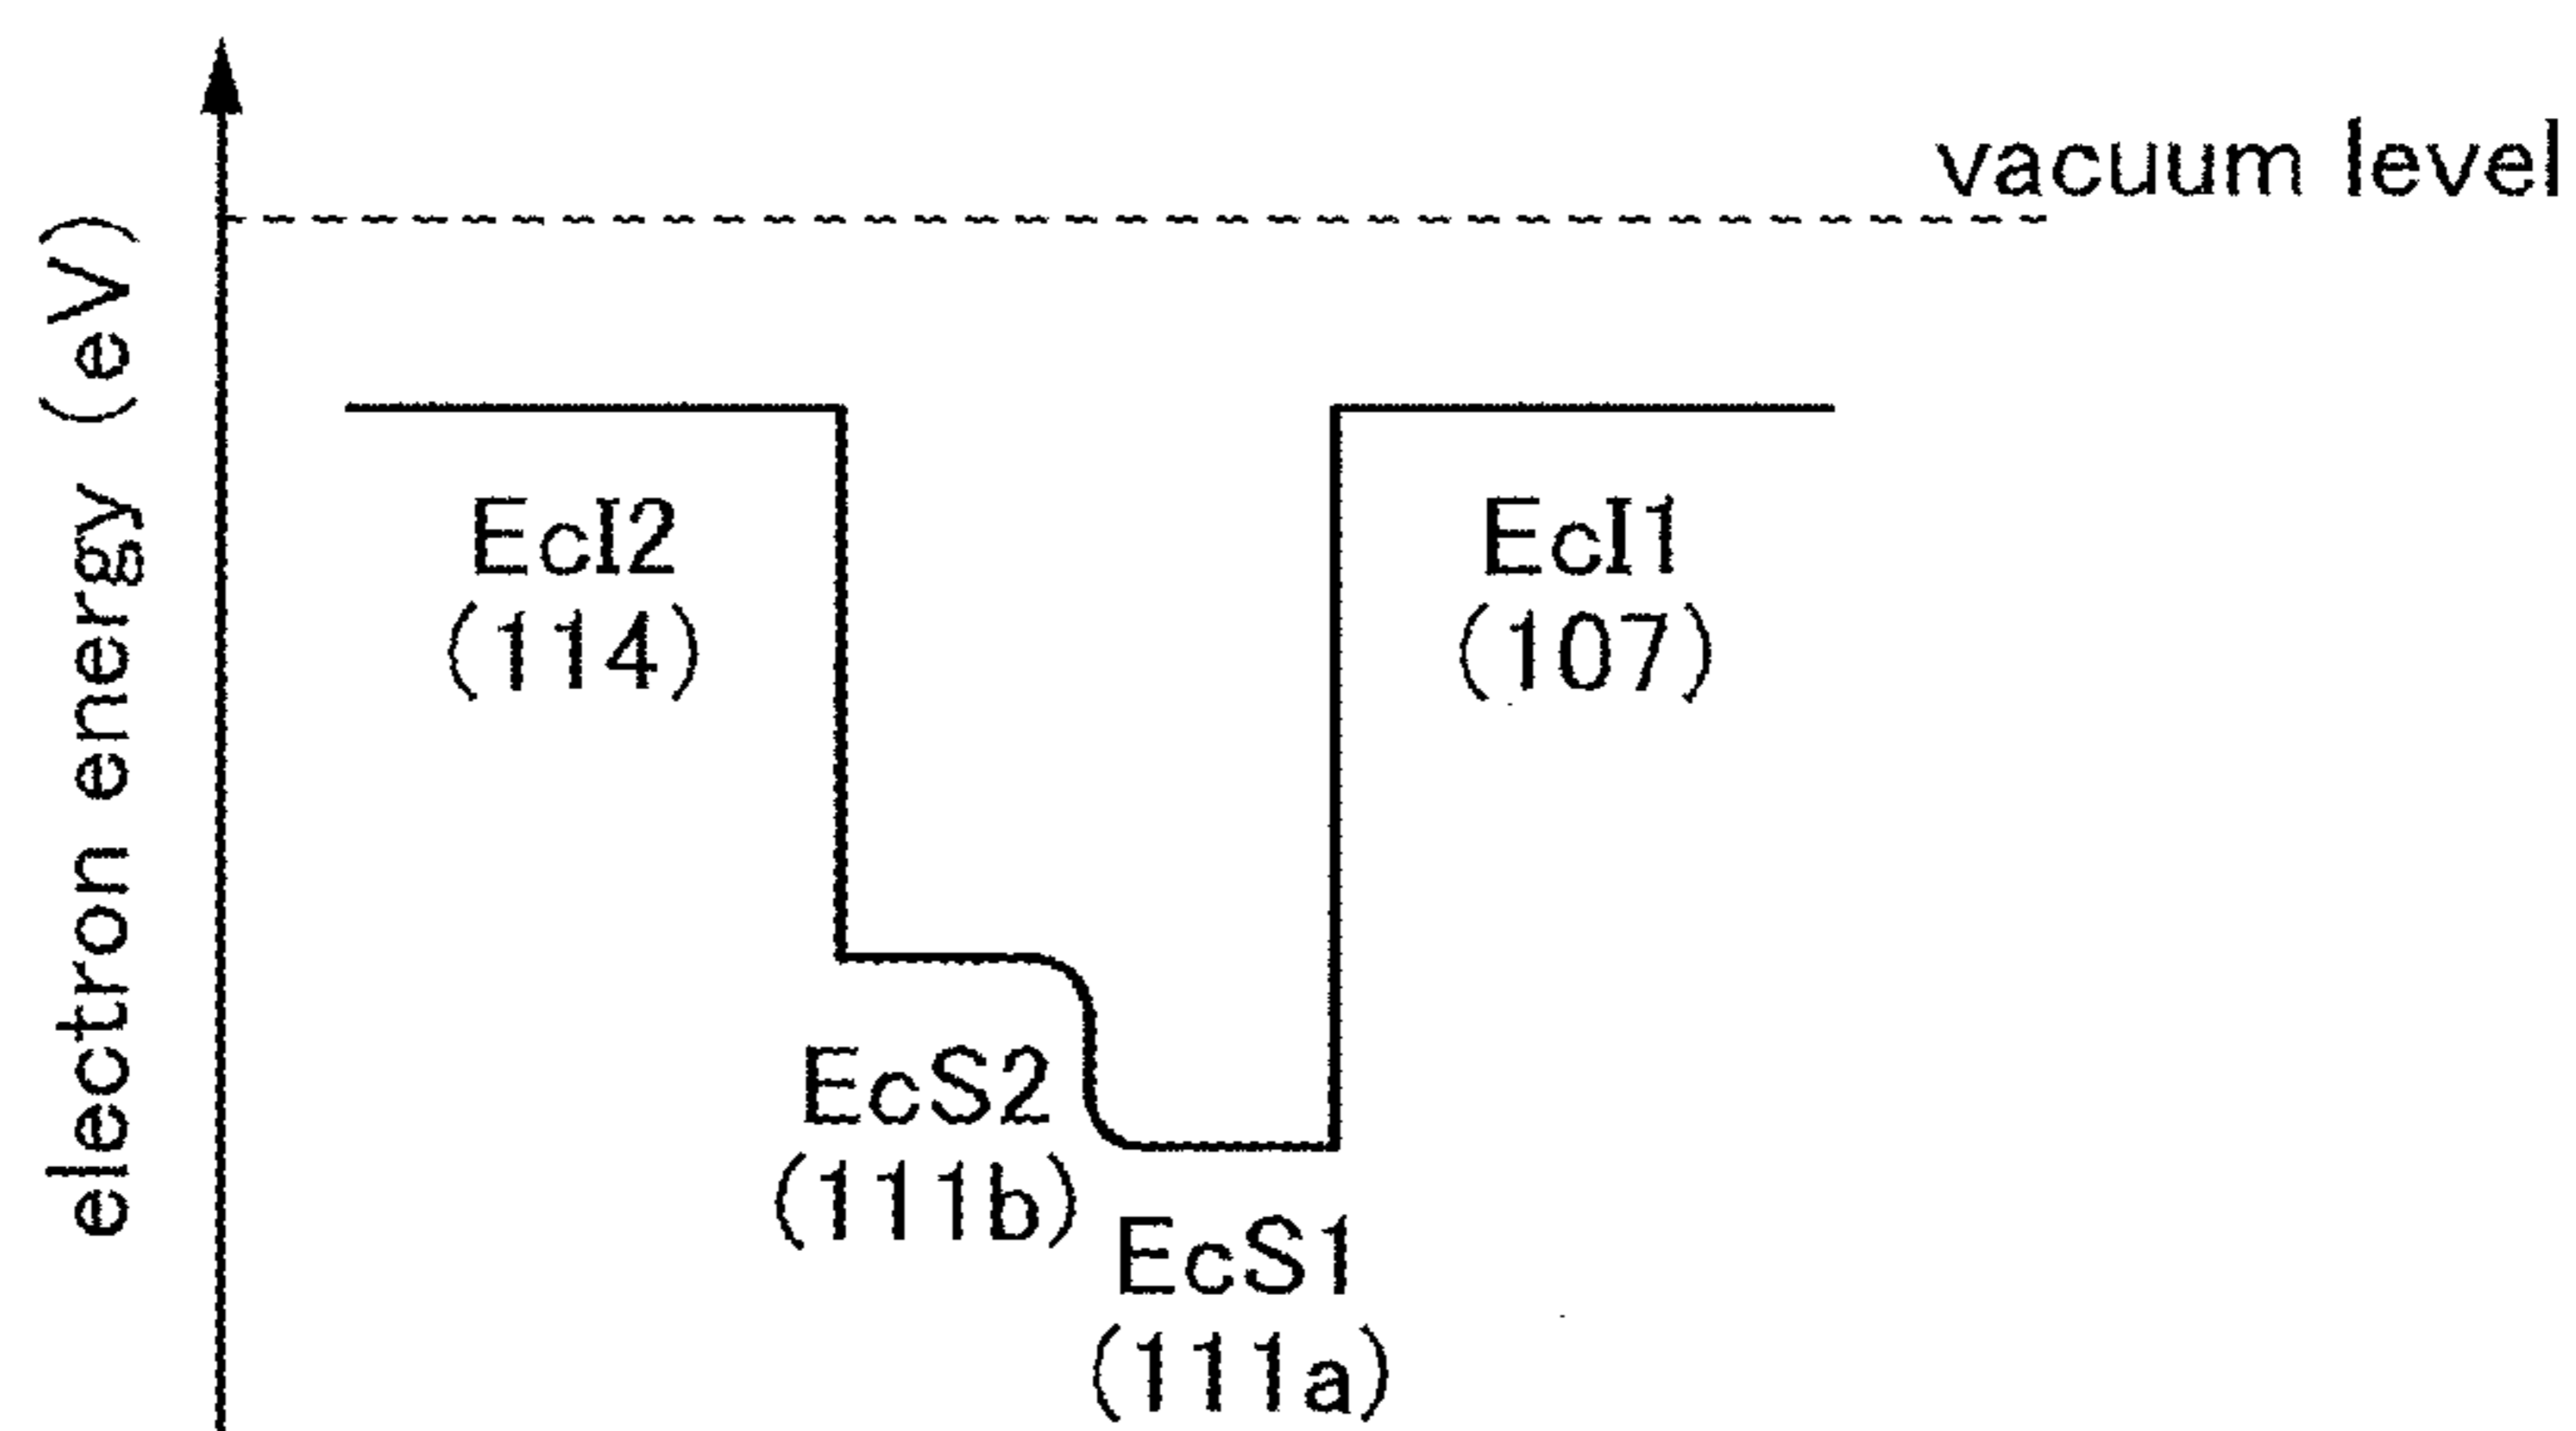 vacuum level
electron energy (eV)
EcI2
(114)
EcI1
(107)
EcS2
(111b)
EcS1
(111a)